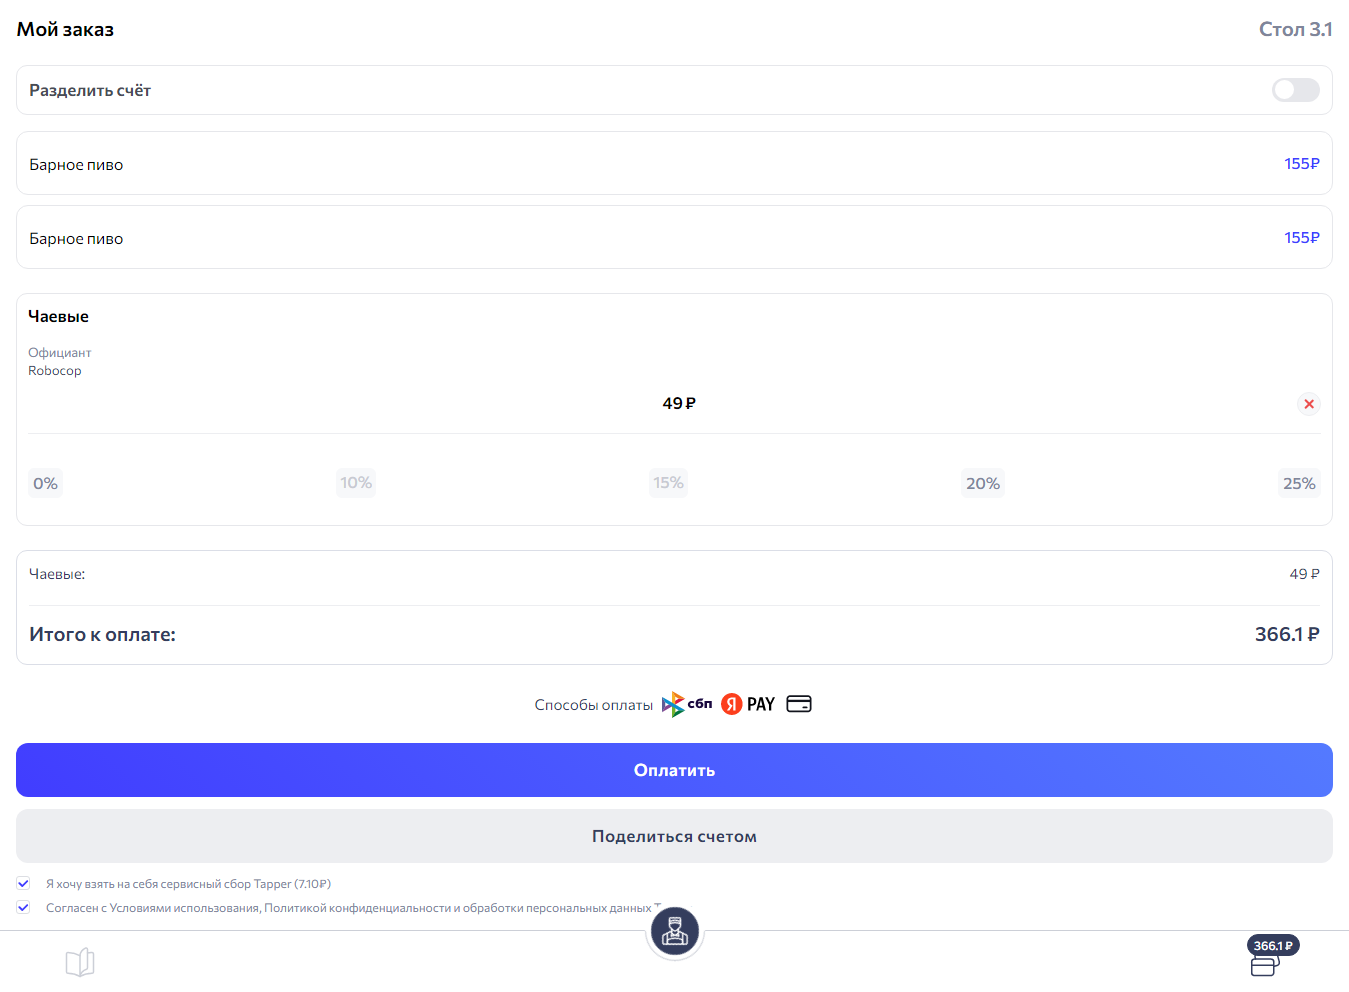 Мой заказ
Стол 3.1
Разделить счёт
Барное пиво
155₽
Барное пиво
155₽
Чаевые
Официант
Robocop
49 ₽
0%
10%
15%
20%
25%
Чаевые:
49 ₽
Итого к оплате:
366.1 ₽
Способы оплаты сбп Я PAY
Оплатить
Поделиться счетом
Я хочу взять на себя сервисный сбор Tapper (7.10₽)
Согласен с Условиями использования, Политикой конфиденциальности и обработки персональных данных
366.1 ₽